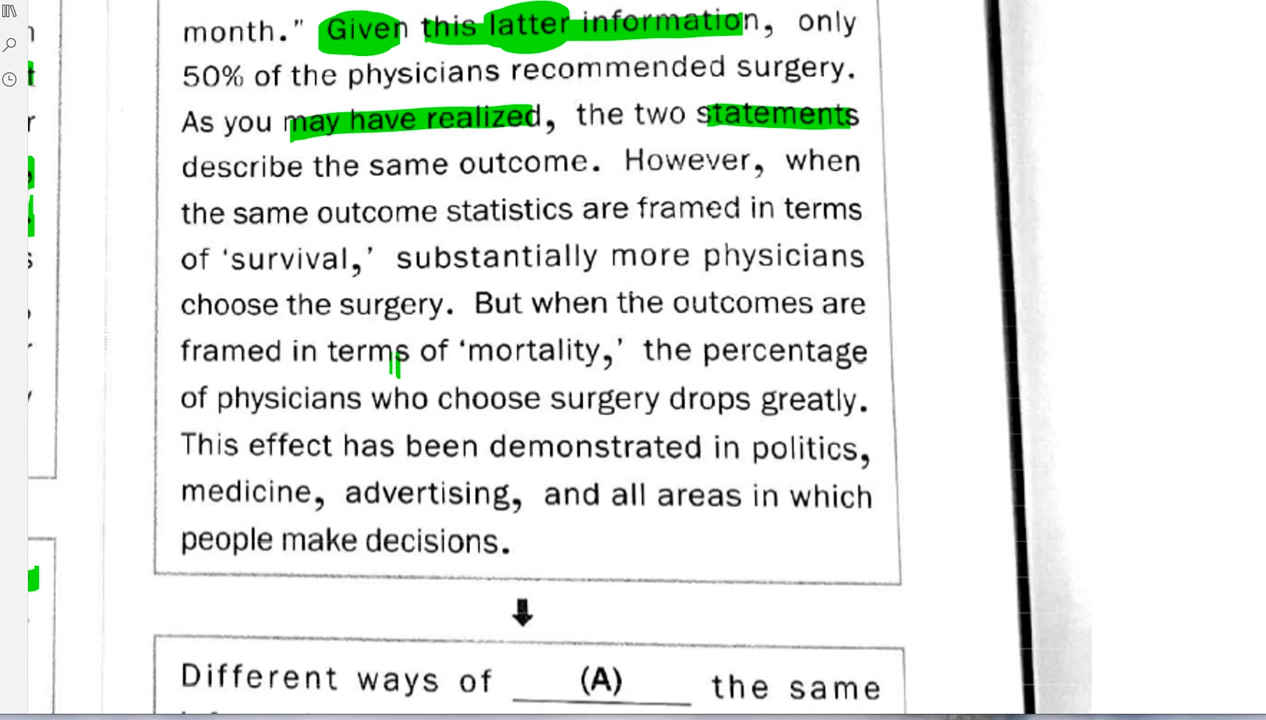 month." Given this latter information, only
50% of the physicians recommended surgery.
As you may have realized, the two statements
describe the same outcome. However, when
the same outcome statistics are framed in terms
of ‘survival,’ substantially more physicians
choose the surgery. But when the outcomes are
framed in terms of ‘mortality,’ the percentage
of physicians who choose surgery drops greatly.
This effect has been demonstrated in politics,
medicine, advertising, and all areas in which
people make decisions.
Different ways of (A) the same